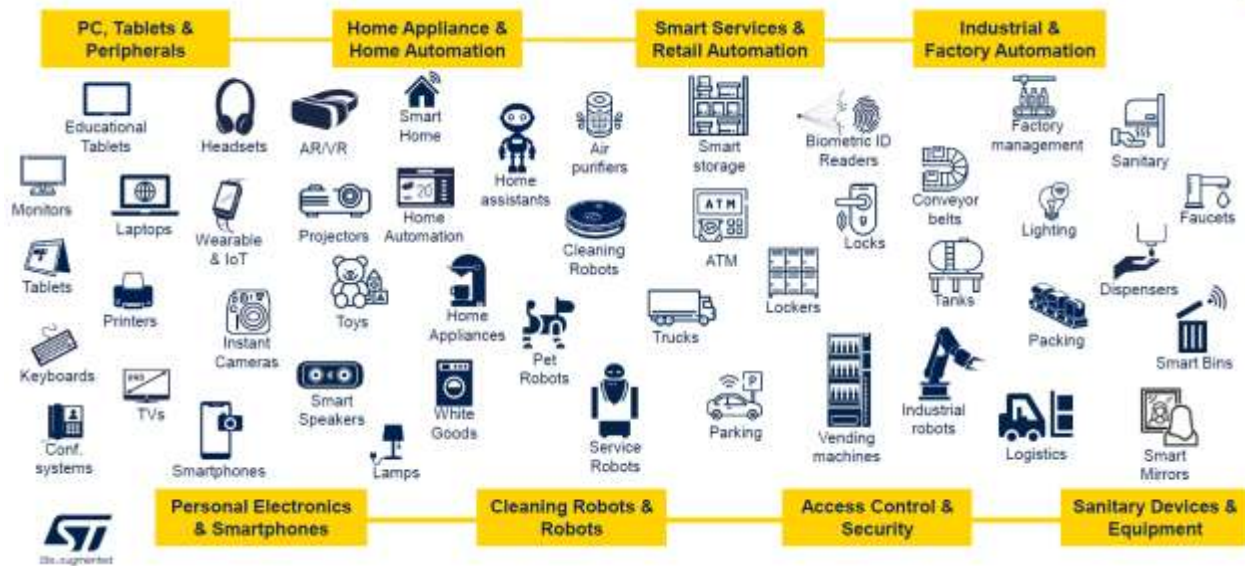 PC, Tablets &
Peripherals
Home Appliance &
Home Automation
Smart Services &
Retail Automation
Industrial &
Factory Automation
Educational
Tablets
Headsets
AR/VR
Smart
Home
Home
assistants
Air
purifiers
Smart
storage
Biometric ID
Readers
Factory
management
Sanitary
Monitors
Laptops
Wearable
& IoT
Projectors
20
Home
Automation
Cleaning
Robots
ATM
ATM
Locks
Conveyor
belts
Lighting
Faucets
Tablets
Printers
Instant
Cameras
Toys
Home
Appliances
Pet
Robots
Trucks
Lockers
Tanks
Packing
Dispensers
Smart Bins
Keyboards
TVs
Smart
Speakers
White
Goods
Service
Robots
P
Parking
Vending
machines
Industrial
robots
Logistics
Smart
Mirrors
Conf.
systems
Smartphones
Lamps
Personal Electronics
& Smartphones
Cleaning Robots &
Robots
Access Control &
Security
Sanitary Devices &
Equipment
ST
life.augmented